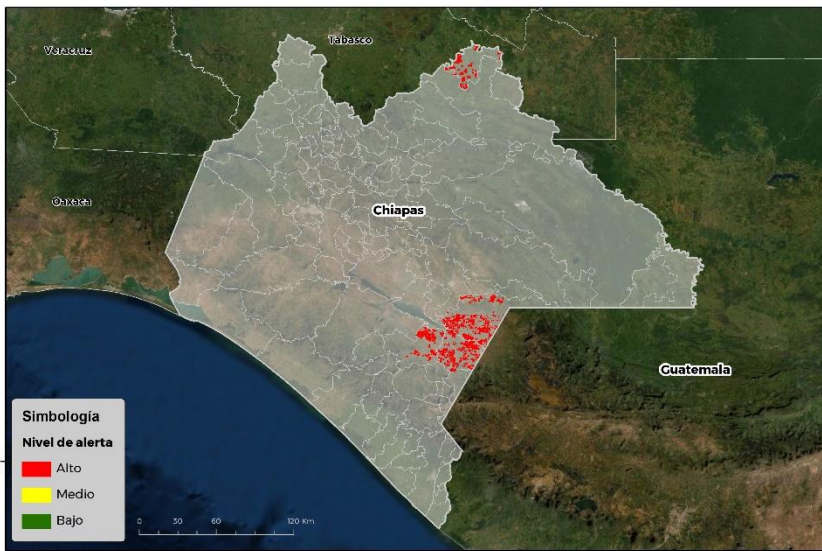 Tabasco
Veracruz
Oaxaca
Chiapas
Guatemala
Simbología
Nivel de alerta
Alto
Medio
Bajo
0 30 60 120 Km